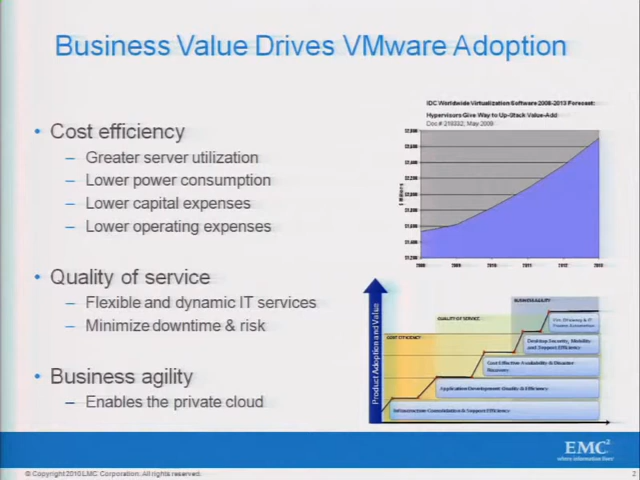 Business Value Drives VMware Adoption
• Cost efficiency
– Greater server utilization
– Lower power consumption
– Lower capital expenses
– Lower operating expenses
• Quality of service
– Flexible and dynamic IT services
– Minimize downtime & risk
• Business agility
– Enables the private cloud
IDC Worldwide Virtualization Software 2008-2013 Forecast:
Hypervisors Give Way to Up-Stack Value-Add
Product Adoption and Value
BUSINESS AGILITY
QUALITY OF SERVICE
COST EFFICIENCY
Desktop Security, Mobility
and Support Efficiency
Cost Effective Availability & Disaster
Recovery
Application Development Quality & Efficiency
Infrastructure Consolidation & Support Efficiency
EMC²
where information lives
© Copyright 2010 EMC Corporation. All rights reserved.
2